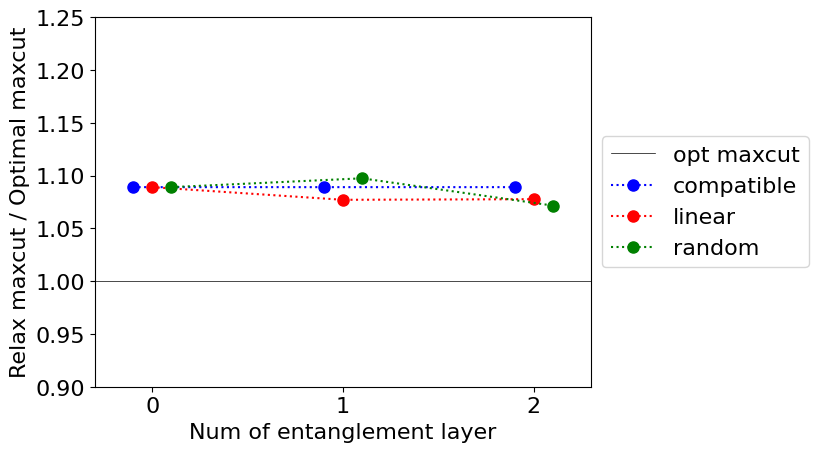 Relax maxcut / Optimal maxcut
1.25
1.20
1.15
1.10
1.05
1.00
0.95
0.90
0
1
2
Num of entanglement layer
opt maxcut
compatible
linear
random